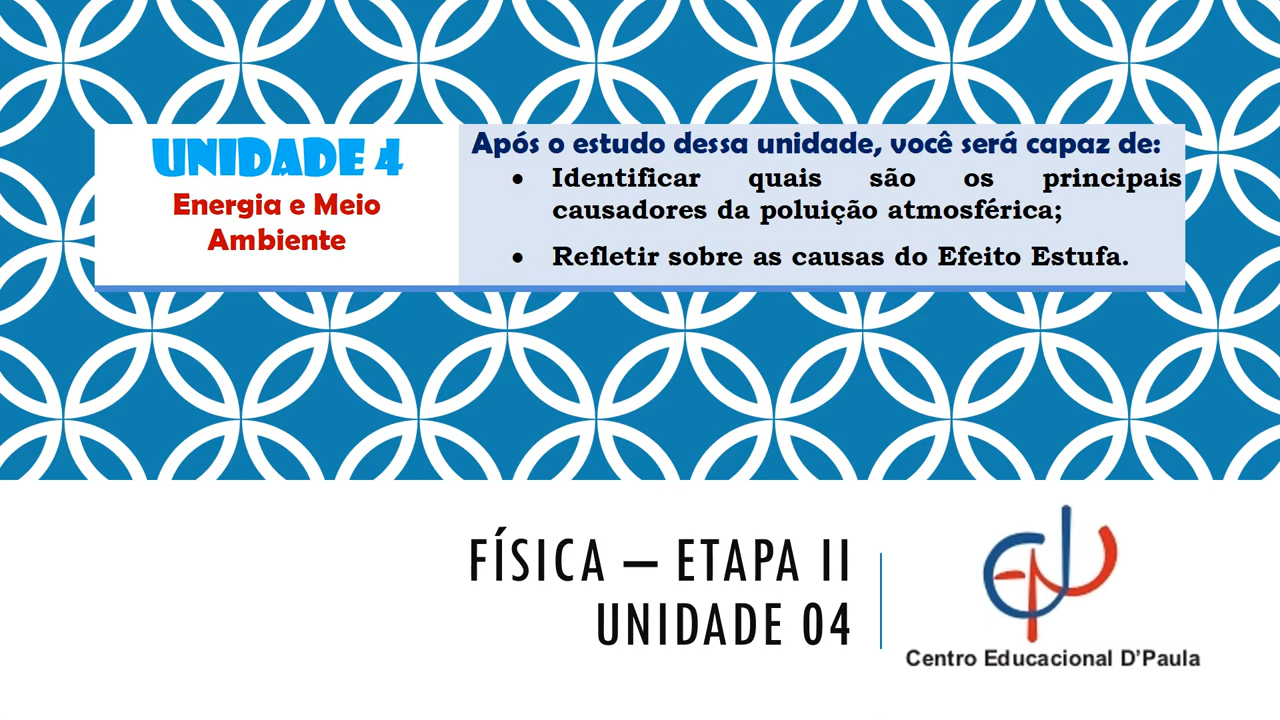 UNIDADE 4
Energia e Meio
Ambiente
Após o estudo dessa unidade, você será capaz de:
• Identificar quais são os principais
causadores da poluição atmosférica;
• Refletir sobre as causas do Efeito Estufa.
FÍSICA – ETAPA II
UNIDADE 04
Centro Educacional D'Paula